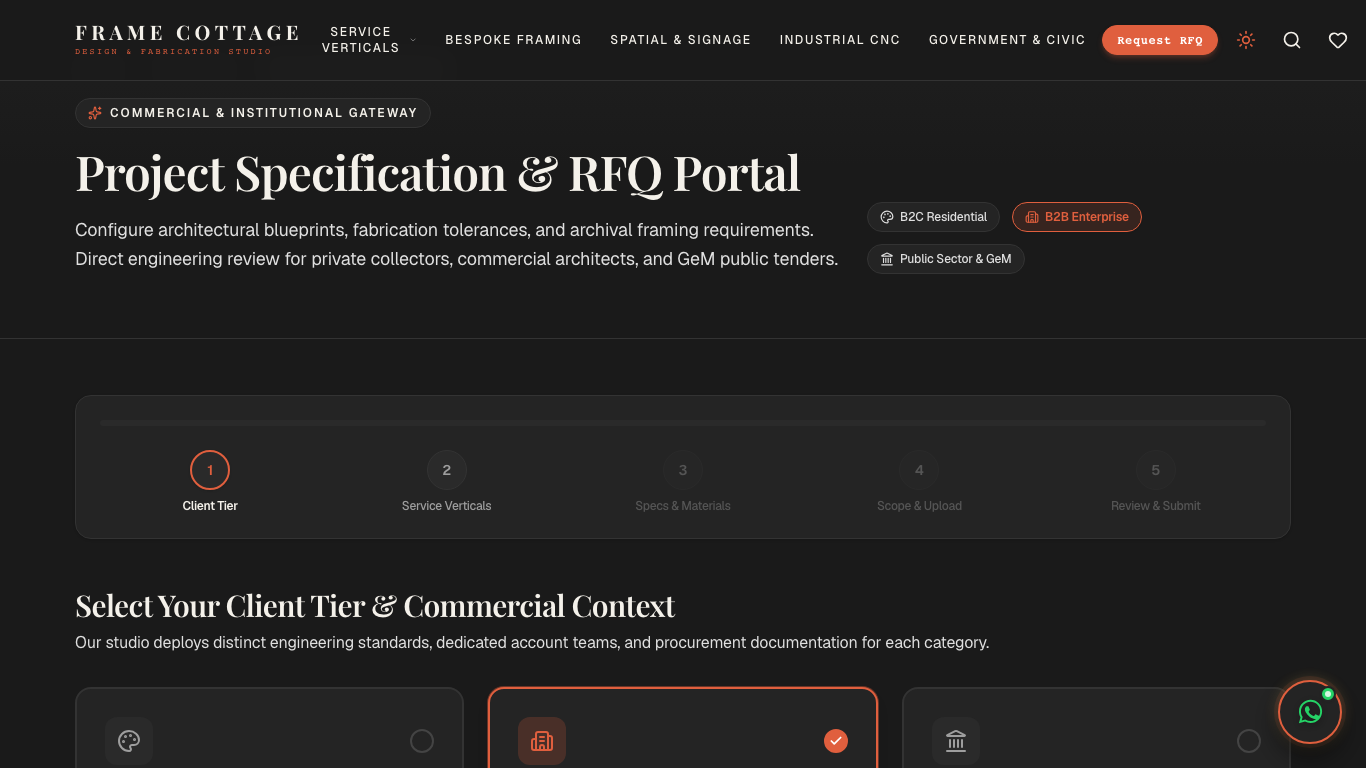 FRAME COTTAGE
DESIGN & FABRICATION STUDIO
SERVICE
VERTICALS
BESPOKE FRAMING
SPATIAL & SIGNAGE
INDUSTRIAL CNC
GOVERNMENT & CIVIC
Request RFQ
COMMERCIAL & INSTITUTIONAL GATEWAY
Project Specification & RFQ Portal
Configure architectural blueprints, fabrication tolerances, and archival framing requirements.
Direct engineering review for private collectors, commercial architects, and GeM public tenders.
B2C Residential
B2B Enterprise
Public Sector & GeM
1
Client Tier
2
Service Verticals
3
Specs & Materials
4
Scope & Upload
5
Review & Submit
Select Your Client Tier & Commercial Context
Our studio deploys distinct engineering standards, dedicated account teams, and procurement documentation for each category.